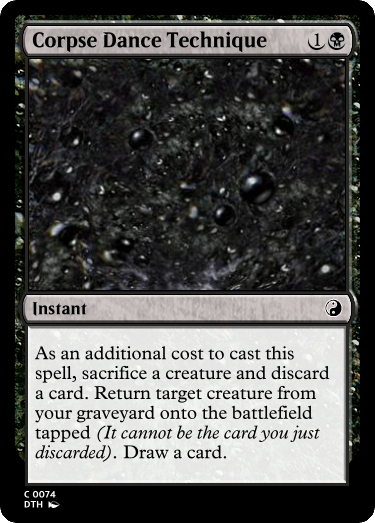 Corpse Dance Technique 1
Instant
As an additional cost to cast this
spell, sacrifice a creature and discard
a card. Return target creature from
your graveyard onto the battlefield
tapped (It cannot be the card you just
discarded). Draw a card.
C 0074
DTH